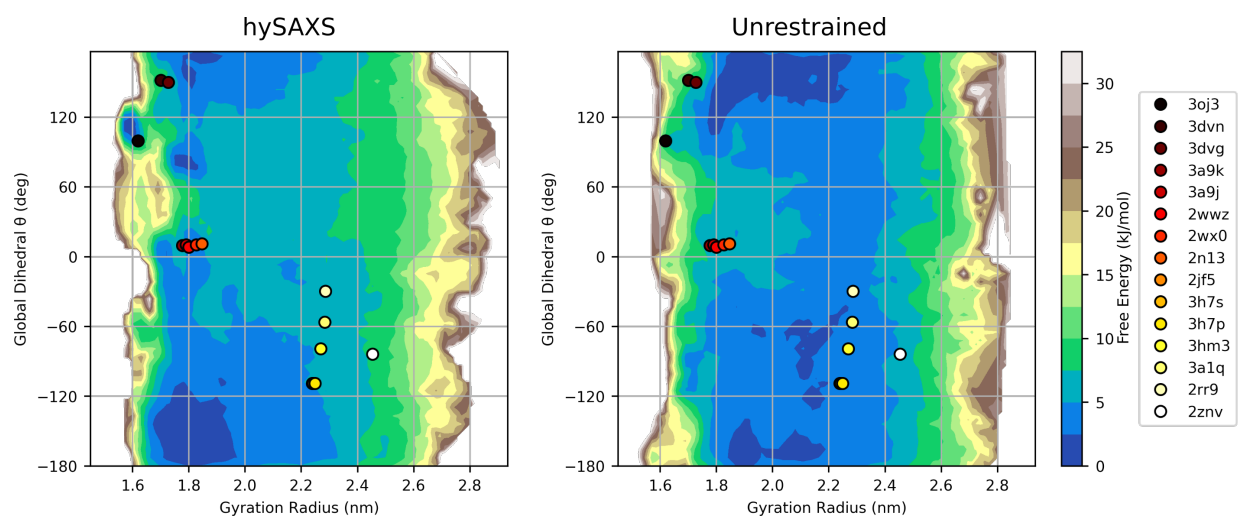 hySAXS
Unrestrained
Global Dihedral θ (deg)
120
60
0
−60
−120
−180
1.6 1.8 2.0 2.2 2.4 2.6 2.8
Gyration Radius (nm)
Global Dihedral θ (deg)
120
60
0
−60
−120
−180
1.6 1.8 2.0 2.2 2.4 2.6 2.8
Gyration Radius (nm)
30
25
20
15
10
5
0
Free Energy (kJ/mol)
3oj3
3dvn
3dvg
3a9k
3a9j
2wwz
2wx0
2n13
2jf5
3h7s
3h7p
3hm3
3a1q
2rr9
2znv